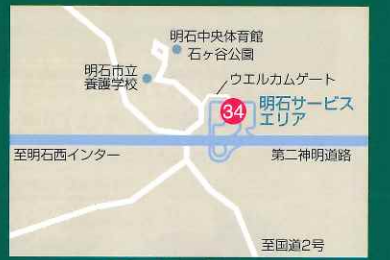 明石中央体育館
石ヶ谷公園
明石市立
養護学校
ウエルカムゲート
34
明石サービス
エリア
至明石西インター
第二神明道路
至国道2号